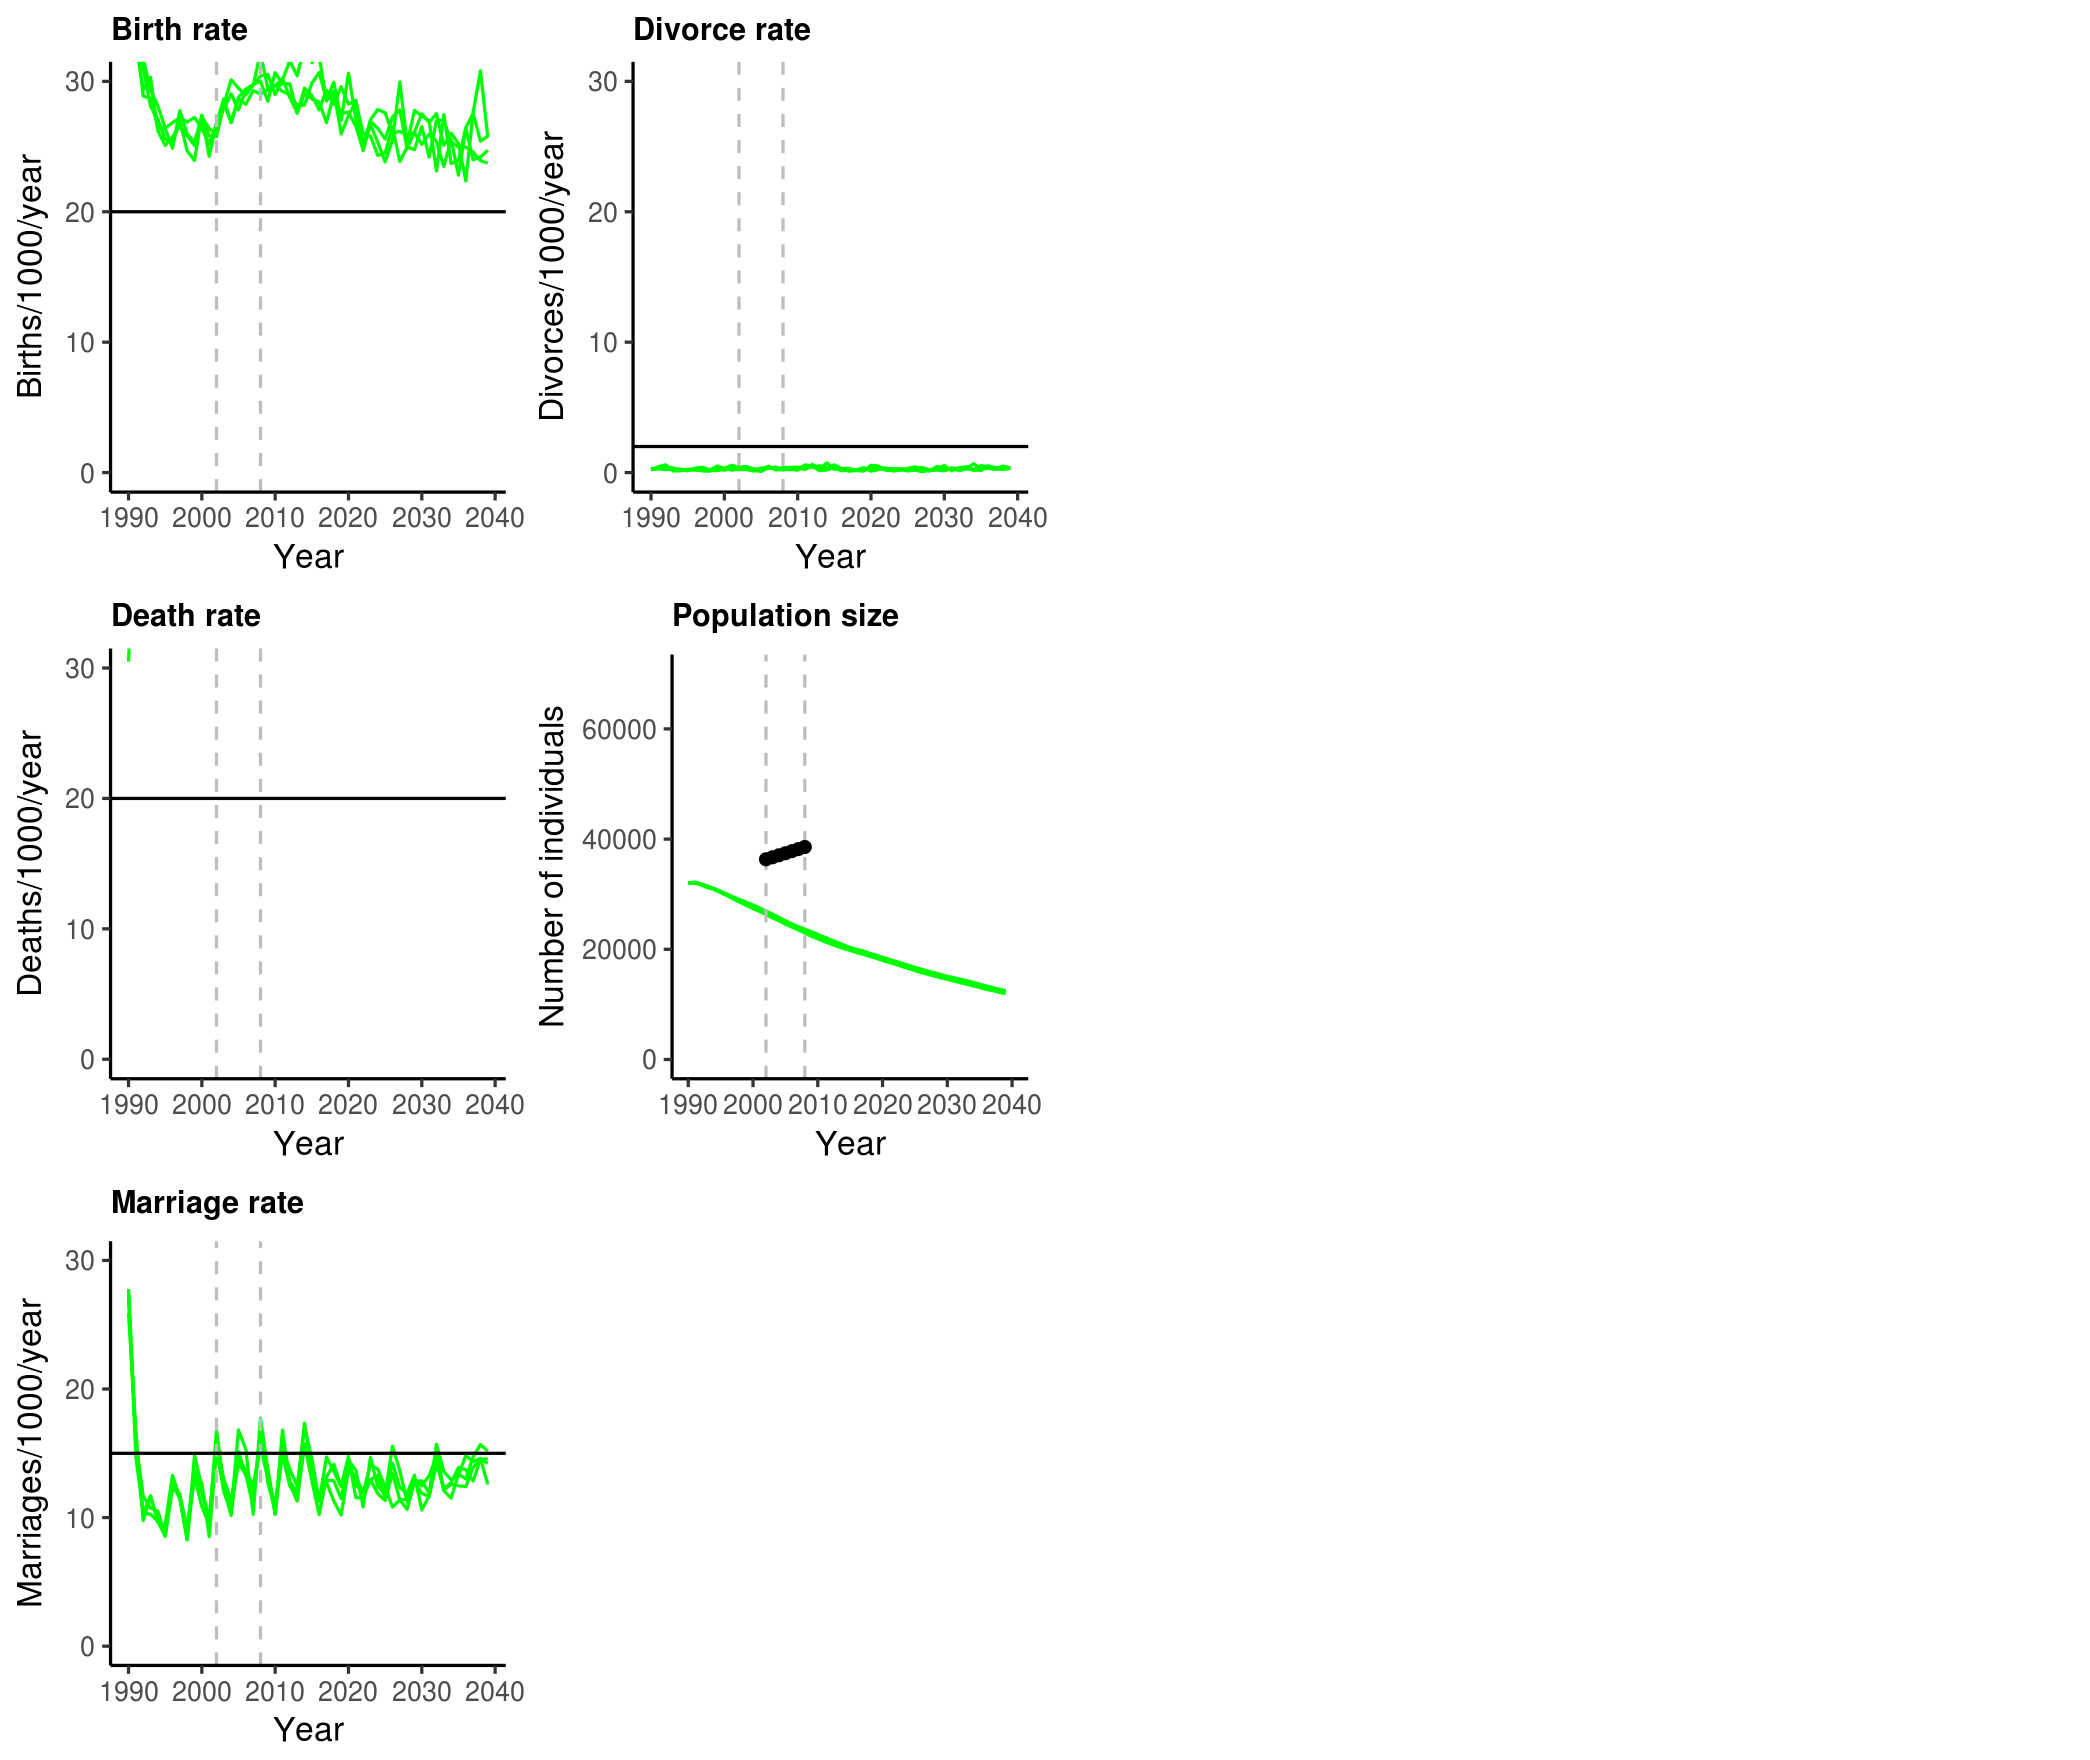 Birth rate
Births/1000/year
30
20
10
0
1990 2000 2010 2020 2030 2040
Year
Divorce rate
Divorces/1000/year
30
20
10
0
1990 2000 2010 2020 2030 2040
Year
Death rate
Deaths/1000/year
30
20
10
0
1990 2000 2010 2020 2030 2040
Year
Population size
Number of individuals
60000
40000
20000
0
1990 2000 2010 2020 2030 2040
Year
Marriage rate
Marriages/1000/year
30
20
10
0
1990 2000 2010 2020 2030 2040
Year